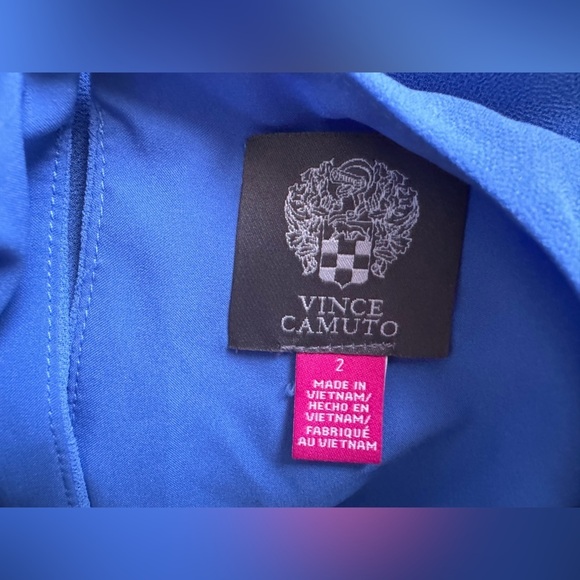 VINCE
CAMUTO
2
MADE IN
VIETNAM/
HECHO EN
VIETNAM/
FABRIQUÉ
AU VIETNAM